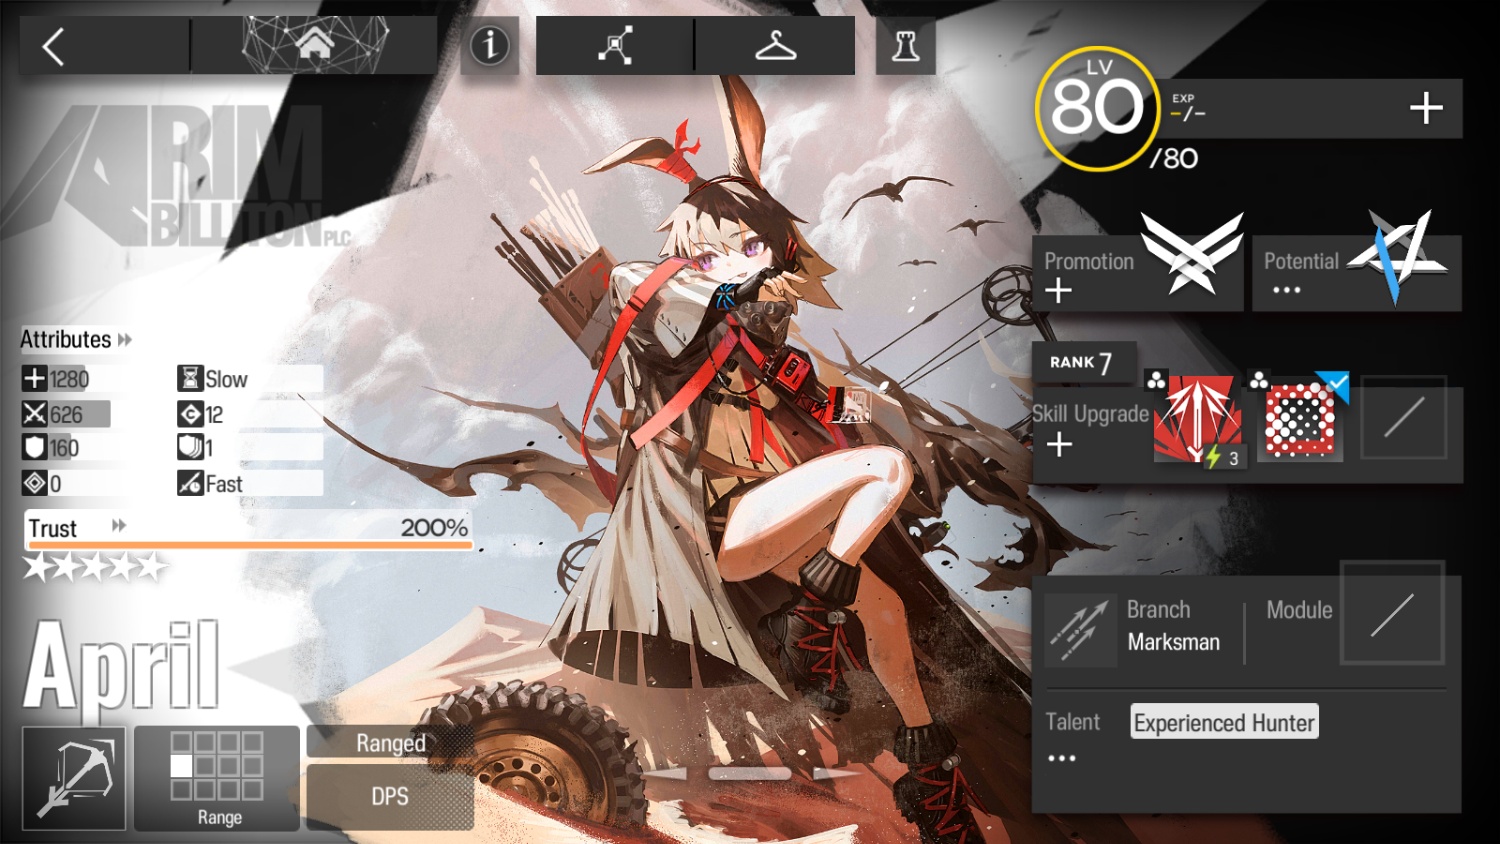 LV
80
/80
EXP
-/-
RIM
BILLITON PLC
Promotion
Potential
RANK 7
Skill Upgrade
3
Attributes
1280
Slow
626
12
160
1
0
Fast
Trust
200%
April
Range
Ranged
DPS
Branch
Marksman
Module
Talent
Experienced Hunter